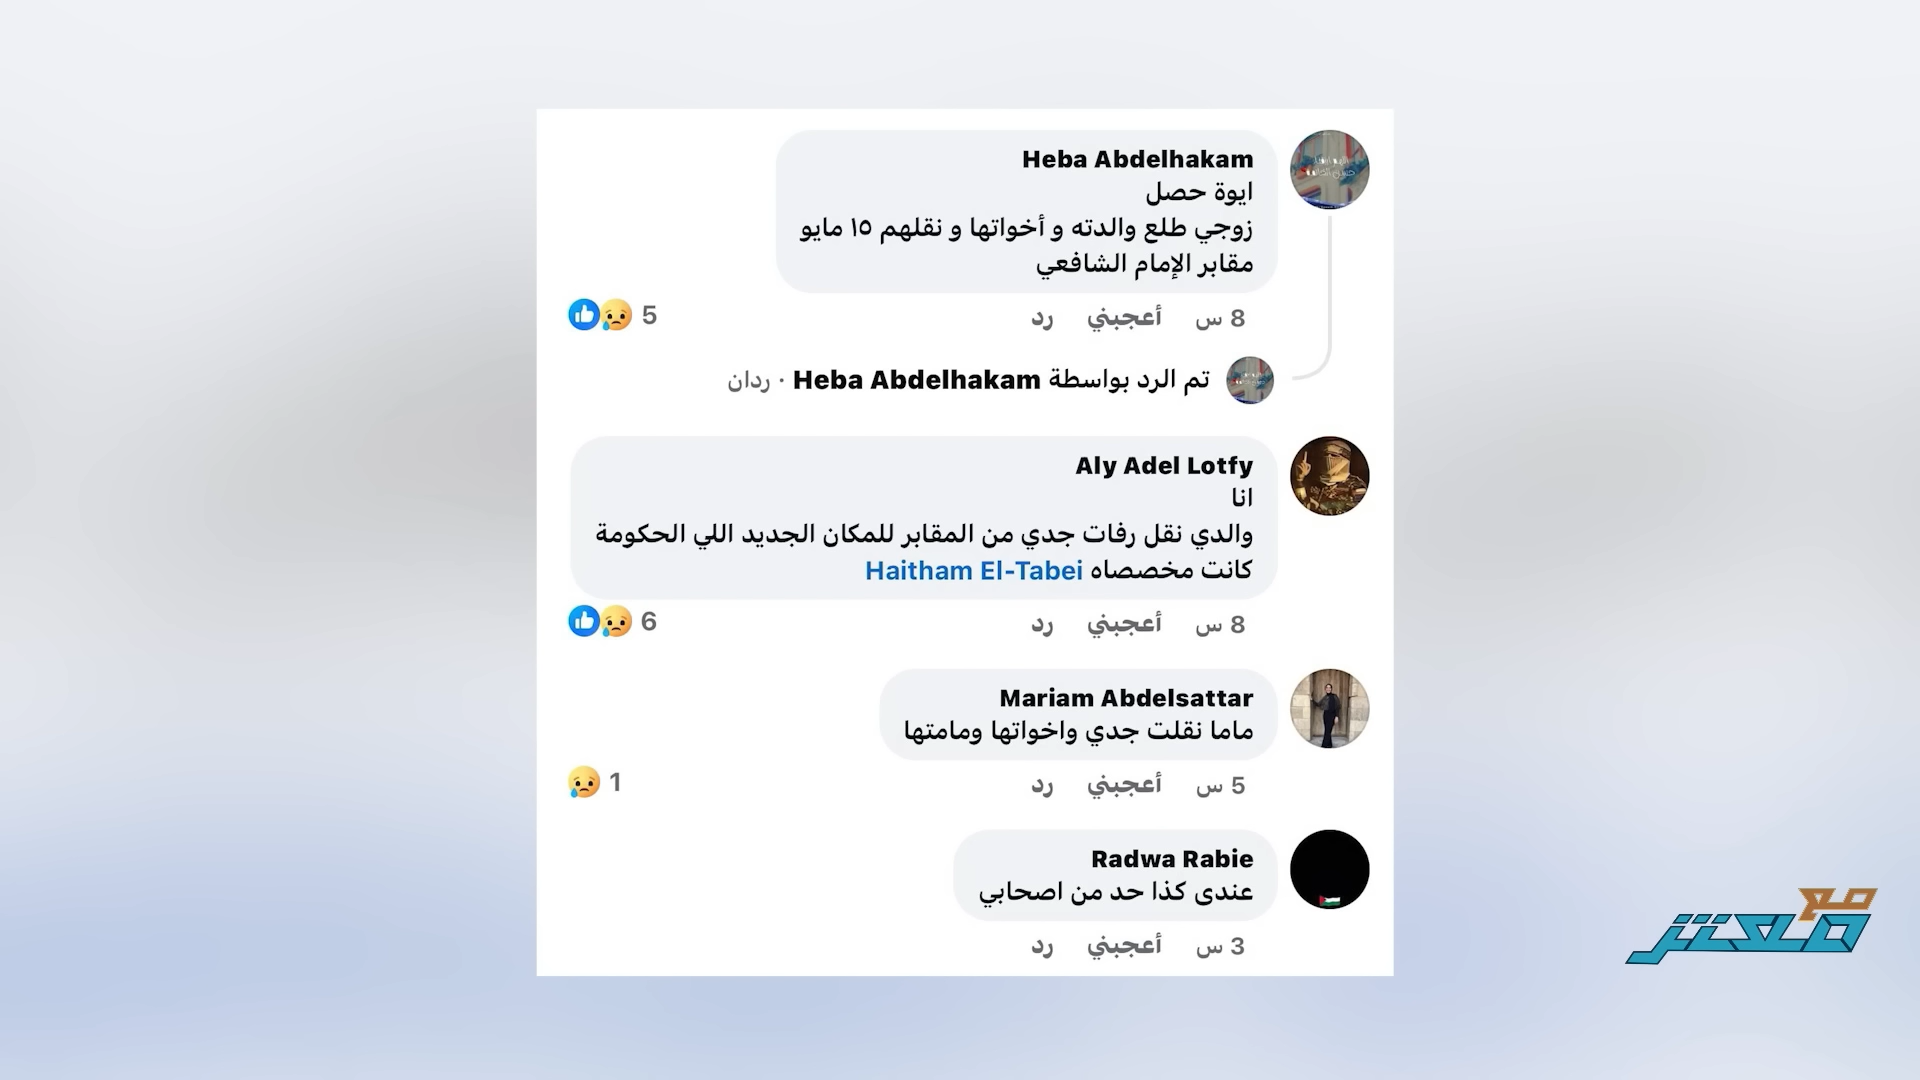 Heba Abdelhakam
ايوة حصل
زوجي طلع والدته و أخواتها و نقلهم ١٥ مايو
مقابر الإمام الشافعي
8 س أعجبني رد
5
تم الرد بواسطة Heba Abdelhakam · ردان
Aly Adel Lotfy
انا
والدي نقل رفات جدي من المقابر للمكان الجديد اللي الحكومة
كانت مخصصاه Haitham El-Tabei
8 س أعجبني رد
6
Mariam Abdelsattar
ماما نقلت جدي واخواتها ومامتها
5 س أعجبني رد
1
Radwa Rabie
عندى كذا حد من اصحابي
3 س أعجبني رد
مع
معتز